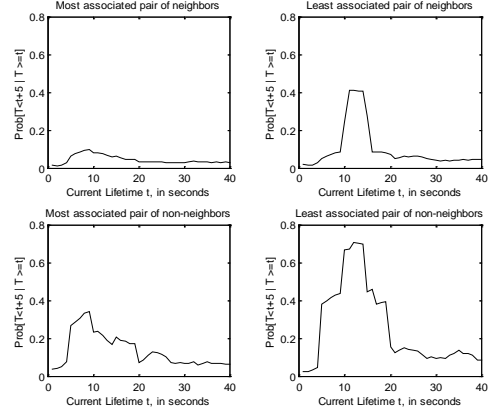 Most associated pair of neighbors
Prob[T<t+5 | T >=t]
0.8
0.6
0.4
0.2
0
0 10 20 30 40
Current Lifetime t, in seconds
Least associated pair of neighbors
Prob[T<t+5 | T >=t]
0.8
0.6
0.4
0.2
0
0 10 20 30 40
Current Lifetime t, in seconds
Most associated pair of non-neighbors
Prob[T<t+5 | T >=t]
0.8
0.6
0.4
0.2
0
0 10 20 30 40
Current Lifetime t, in seconds
Least associated pair of non-neighbors
Prob[T<t+5 | T >=t]
0.8
0.6
0.4
0.2
0
0 10 20 30 40
Current Lifetime t, in seconds